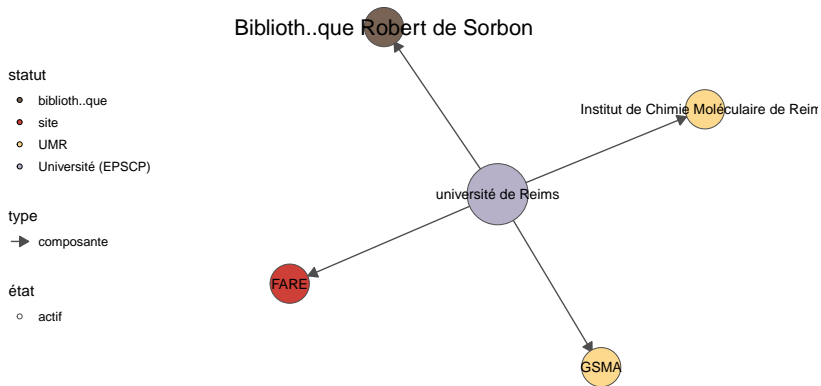 Biblioth..que Robert de Sorbon
statut
biblioth..que
site
UMR
Université (EPSCP)
type
composante
état
actif
Institut de Chimie Moléculaire de Reim
université de Reims
FARE
GSMA